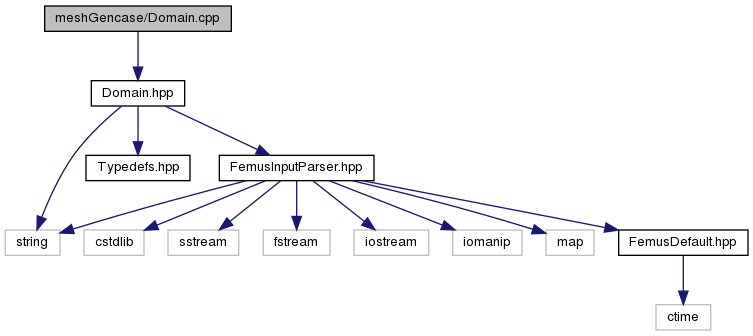 meshGencase/Domain.cpp
Domain.hpp
Typedefs.hpp
FemusInputParser.hpp
string
cstdlib
sstream
fstream
iostream
iomanip
map
FemusDefault.hpp
ctime